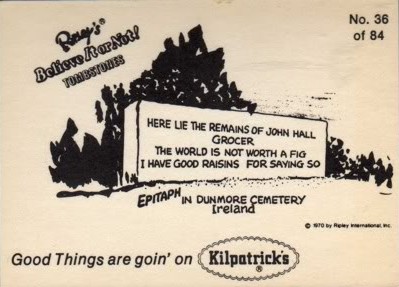 Ripley's®
Believe It or Not!
TOMBSTONES
No. 36
of 84
HERE LIE THE REMAINS OF JOHN HALL
GROCER
THE WORLD IS NOT WORTH A FIG
I HAVE GOOD RAISINS FOR SAYING SO
EPITAPH IN DUNMORE CEMETERY
Ireland
© 1970 by Ripley International, Inc.
Good Things are goin' on Kilpatrick's®